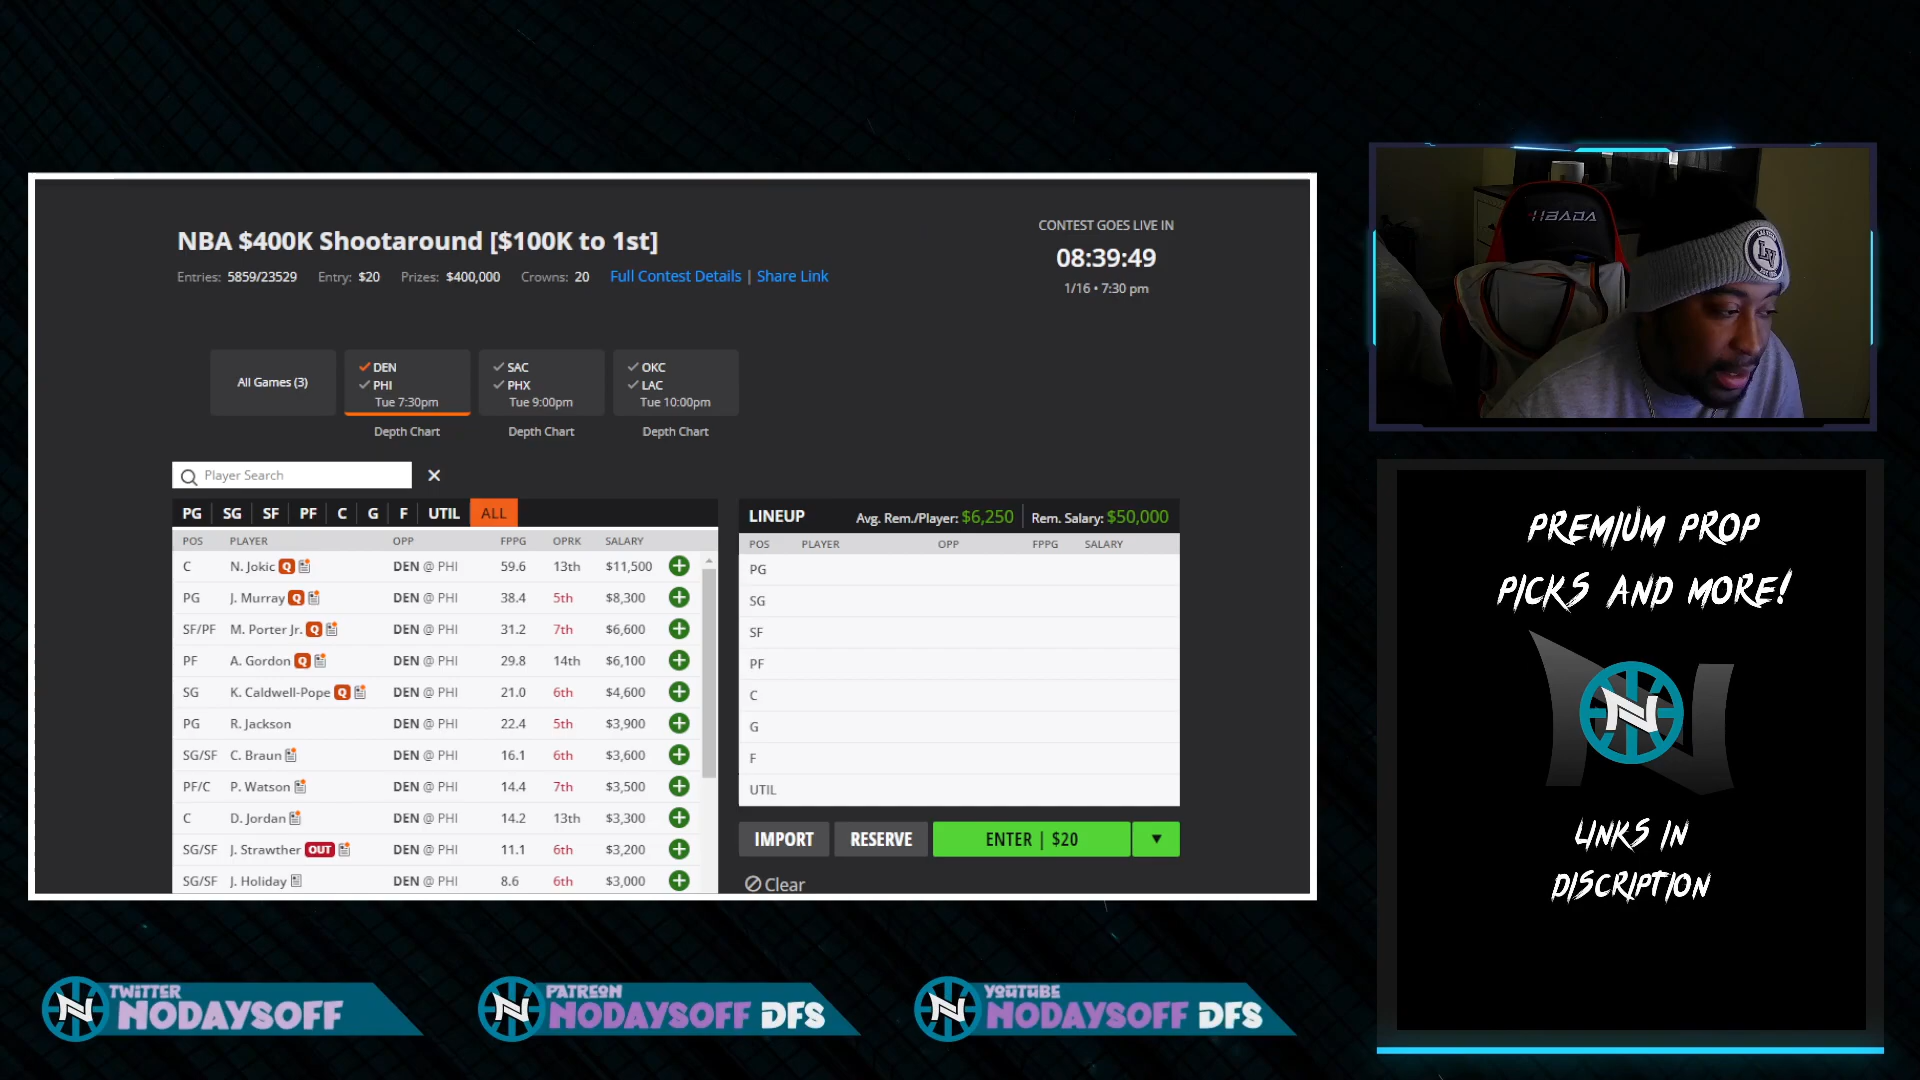 NBA $400K Shootaround [$100K to 1st]
Entries: 5859/23529 Entry: $20 Prizes: $400,000 Crowns: 20 Full Contest Details | Share Link
CONTEST GOES LIVE IN
08:39:49
1/16 • 7:30 pm
All Games (3)
DEN
PHI
Tue 7:30pm
Depth Chart
SAC
PHX
Tue 9:00pm
Depth Chart
OKC
LAC
Tue 10:00pm
Depth Chart
Player Search
PG SG SF PF C G F UTIL ALL
POS PLAYER OPP FPPG OPRK SALARY
C N. Jokic Q DEN @ PHI 59.6 13th $11,500
PG J. Murray Q DEN @ PHI 38.4 5th $8,300
SF/PF M. Porter Jr. Q DEN @ PHI 31.2 7th $6,600
PF A. Gordon Q DEN @ PHI 29.8 14th $6,100
SG K. Caldwell-Pope Q DEN @ PHI 21.0 6th $4,600
PG R. Jackson DEN @ PHI 22.4 5th $3,900
SG/SF C. Braun DEN @ PHI 16.1 6th $3,600
PF/C P. Watson DEN @ PHI 14.4 7th $3,500
C D. Jordan DEN @ PHI 14.2 13th $3,300
SG/SF J. Strawther OUT DEN @ PHI 11.1 6th $3,200
SG/SF J. Holiday DEN @ PHI 8.6 6th $3,000
LINEUP Avg. Rem./Player: $6,250 Rem. Salary: $50,000
POS PLAYER OPP FPPG SALARY
PG
SG
SF
PF
C
G
F
UTIL
IMPORT RESERVE ENTER | $20
Clear
HBADA
LV
PREMIUM PROP
PICKS AND MORE!
N
LINKS IN
DISCRIPTION
N TWITTER
NODAYSOFF
N PATREON
NODAYSOFF DFS
N YOUTUBE
NODAYSOFF DFS